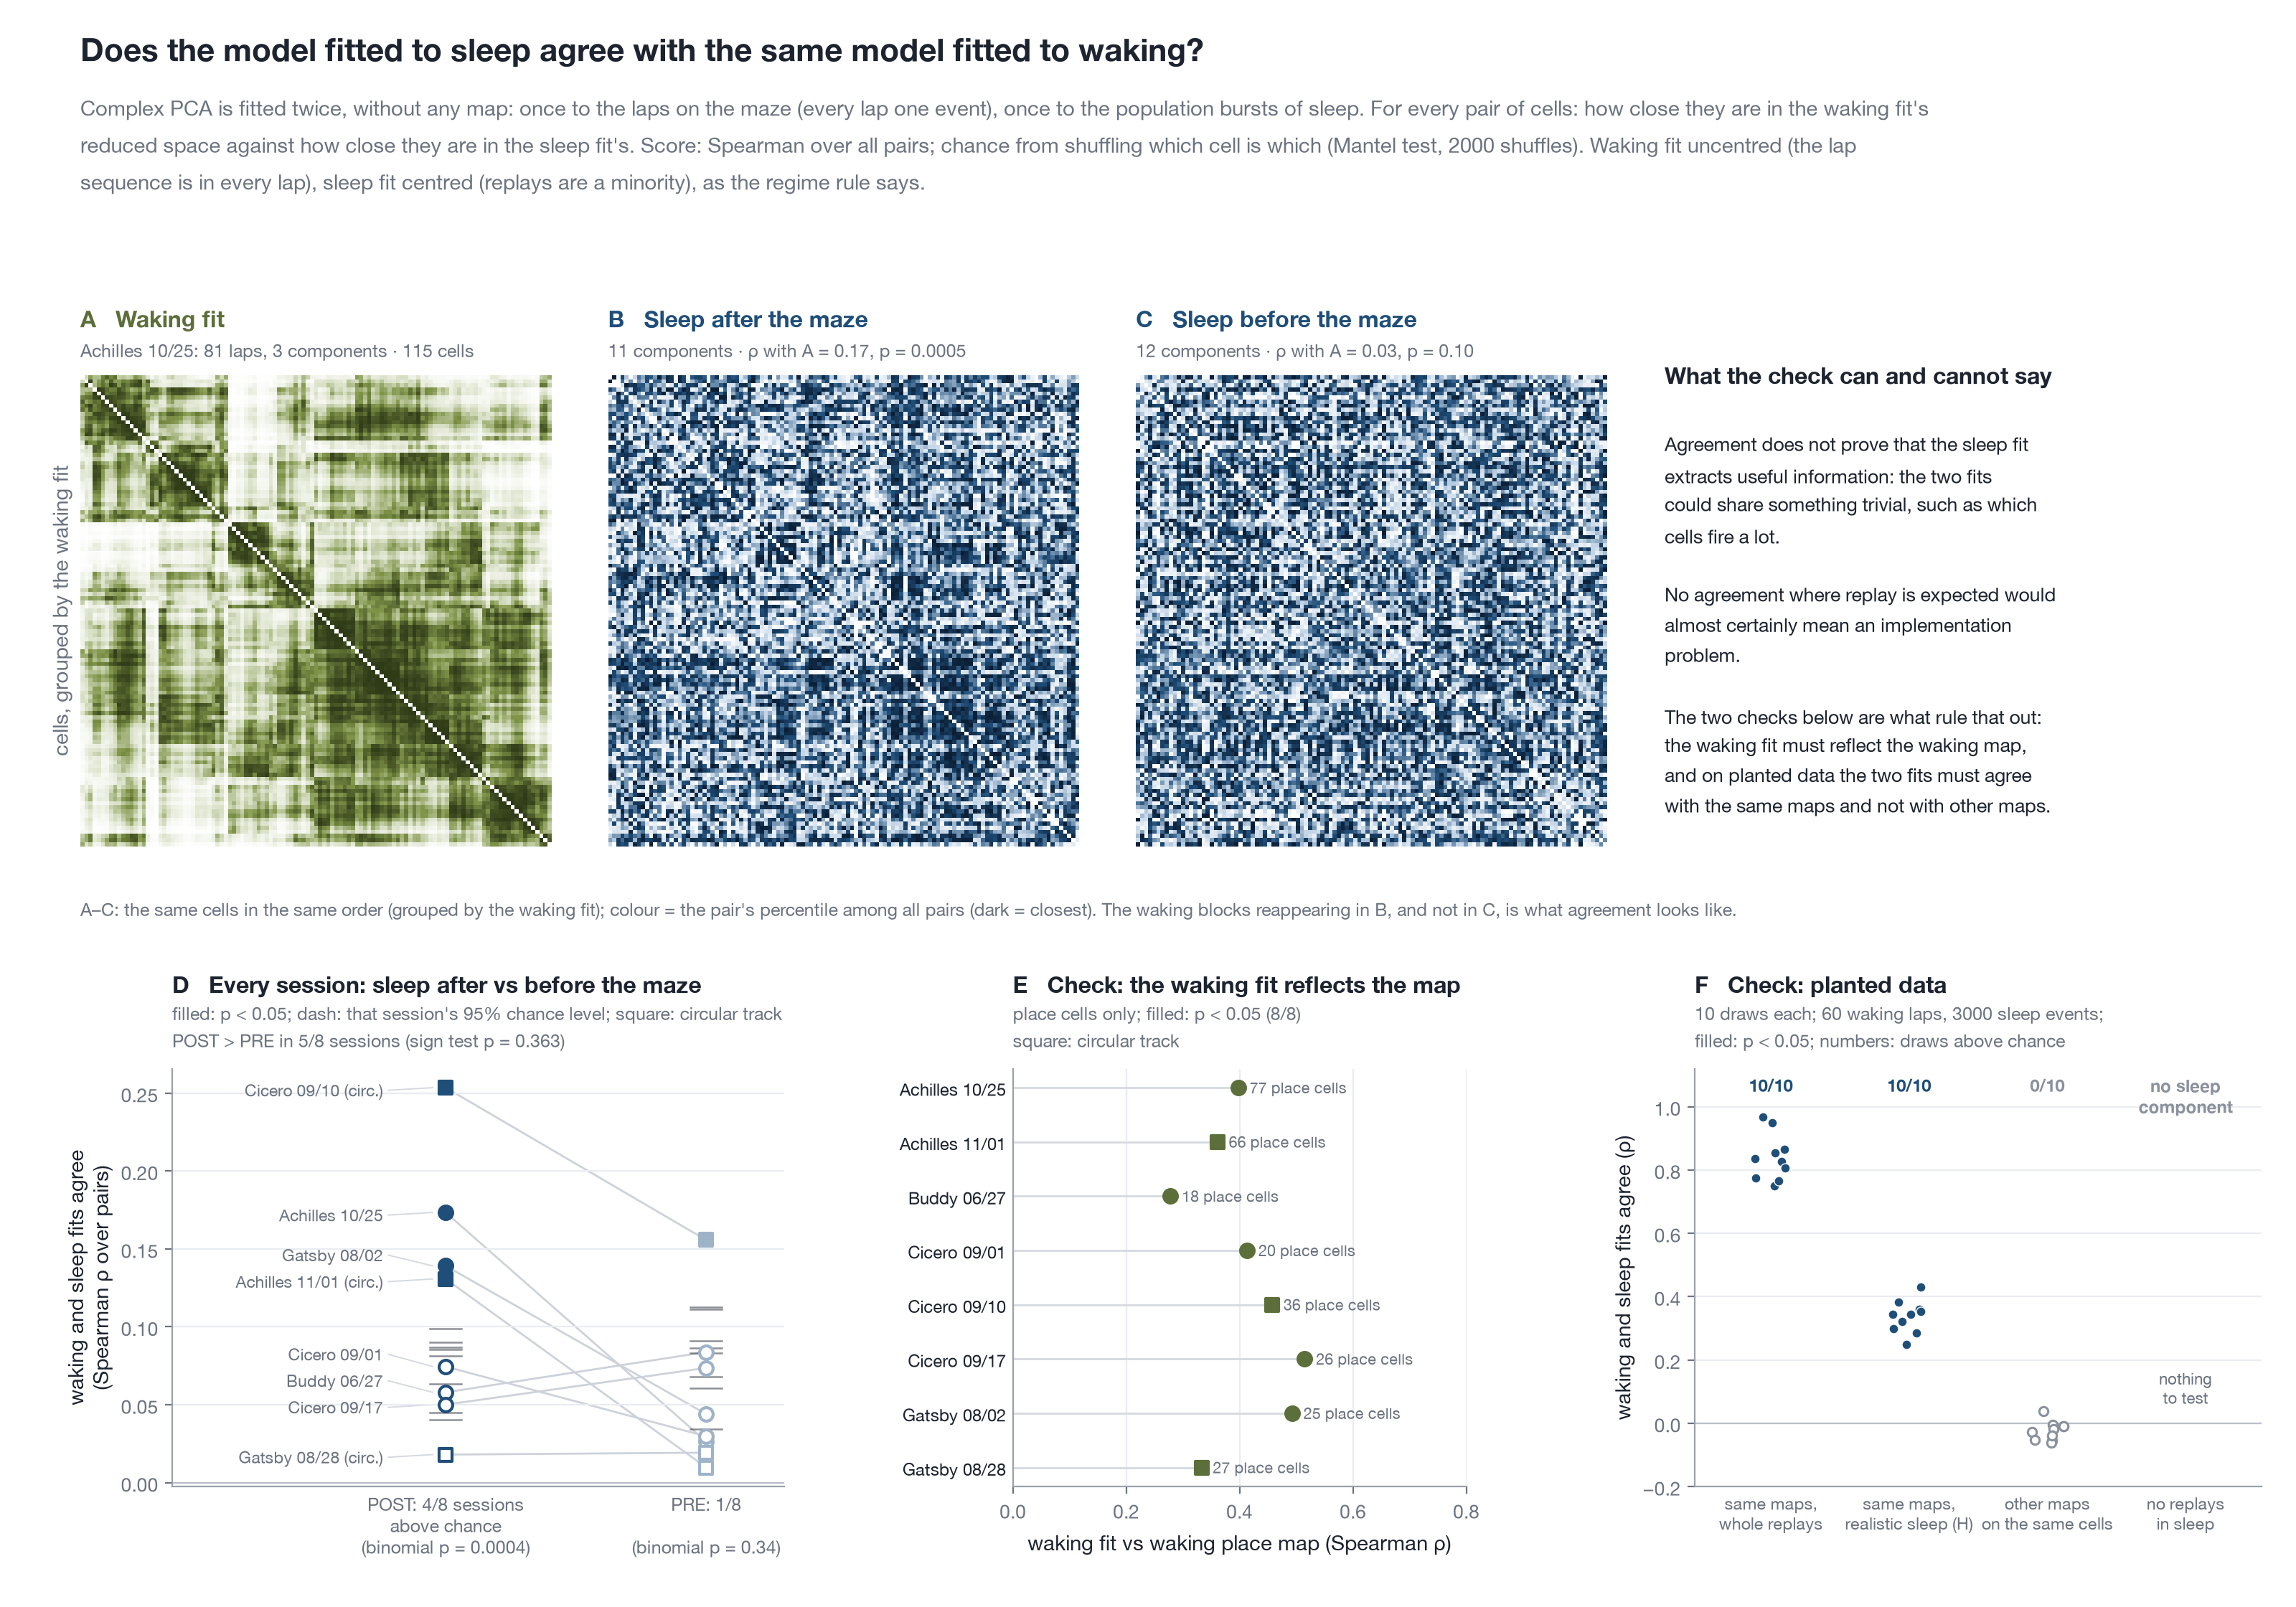 Does the model fitted to sleep agree with the same model fitted to waking?
Complex PCA is fitted twice, without any map: once to the laps on the maze (every lap one event), once to the population bursts of sleep. For every pair of cells: how close they are in the waking fit's
reduced space against how close they are in the sleep fit's. Score: Spearman over all pairs; chance from shuffling which cell is which (Mantel test, 2000 shuffles). Waking fit uncentred (the lap
sequence is in every lap), sleep fit centred (replays are a minority), as the regime rule says.
A Waking fit
Achilles 10/25: 81 laps, 3 components · 115 cells
cells, grouped by the waking fit
B Sleep after the maze
11 components · ρ with A = 0.17, p = 0.0005
C Sleep before the maze
12 components · ρ with A = 0.03, p = 0.10
What the check can and cannot say
Agreement does not prove that the sleep fit
extracts useful information: the two fits
could share something trivial, such as which
cells fire a lot.
No agreement where replay is expected would
almost certainly mean an implementation
problem.
The two checks below are what rule that out:
the waking fit must reflect the waking map,
and on planted data the two fits must agree
with the same maps and not with other maps.
A–C: the same cells in the same order (grouped by the waking fit); colour = the pair's percentile among all pairs (dark = closest). The waking blocks reappearing in B, and not in C, is what agreement looks like.
D Every session: sleep after vs before the maze
filled: p < 0.05; dash: that session's 95% chance level; square: circular track
POST > PRE in 5/8 sessions (sign test p = 0.363)
waking and sleep fits agree
(Spearman ρ over pairs)
0.25
0.20
0.15
0.10
0.05
0.00
Cicero 09/10 (circ.)
Achilles 10/25
Gatsby 08/02
Achilles 11/01 (circ.)
Cicero 09/01
Buddy 06/27
Cicero 09/17
Gatsby 08/28 (circ.)
POST: 4/8 sessions
above chance
(binomial p = 0.0004)
PRE: 1/8
(binomial p = 0.34)
E Check: the waking fit reflects the map
place cells only; filled: p < 0.05 (8/8)
square: circular track
Achilles 10/25
77 place cells
Achilles 11/01
66 place cells
Buddy 06/27
18 place cells
Cicero 09/01
20 place cells
Cicero 09/10
36 place cells
Cicero 09/17
26 place cells
Gatsby 08/02
25 place cells
Gatsby 08/28
27 place cells
0.0
0.2
0.4
0.6
0.8
waking fit vs waking place map (Spearman ρ)
F Check: planted data
10 draws each; 60 waking laps, 3000 sleep events;
filled: p < 0.05; numbers: draws above chance
waking and sleep fits agree (ρ)
1.0
0.8
0.6
0.4
0.2
0.0
−0.2
10/10
10/10
0/10
no sleep
component
nothing
to test
same maps,
whole replays
same maps,
realistic sleep (H)
other maps
on the same cells
no replays
in sleep